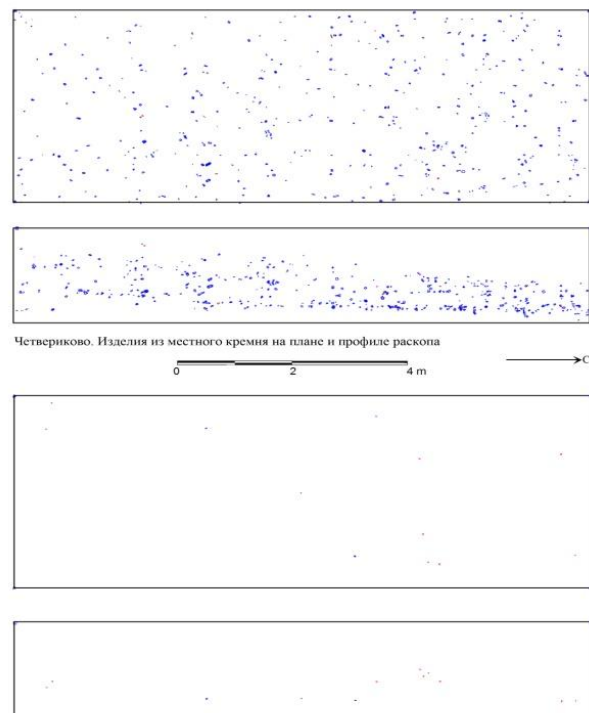 Четвериково. Изделия из местного кремня на плане и профиле раскопа
С
0 2 4 m